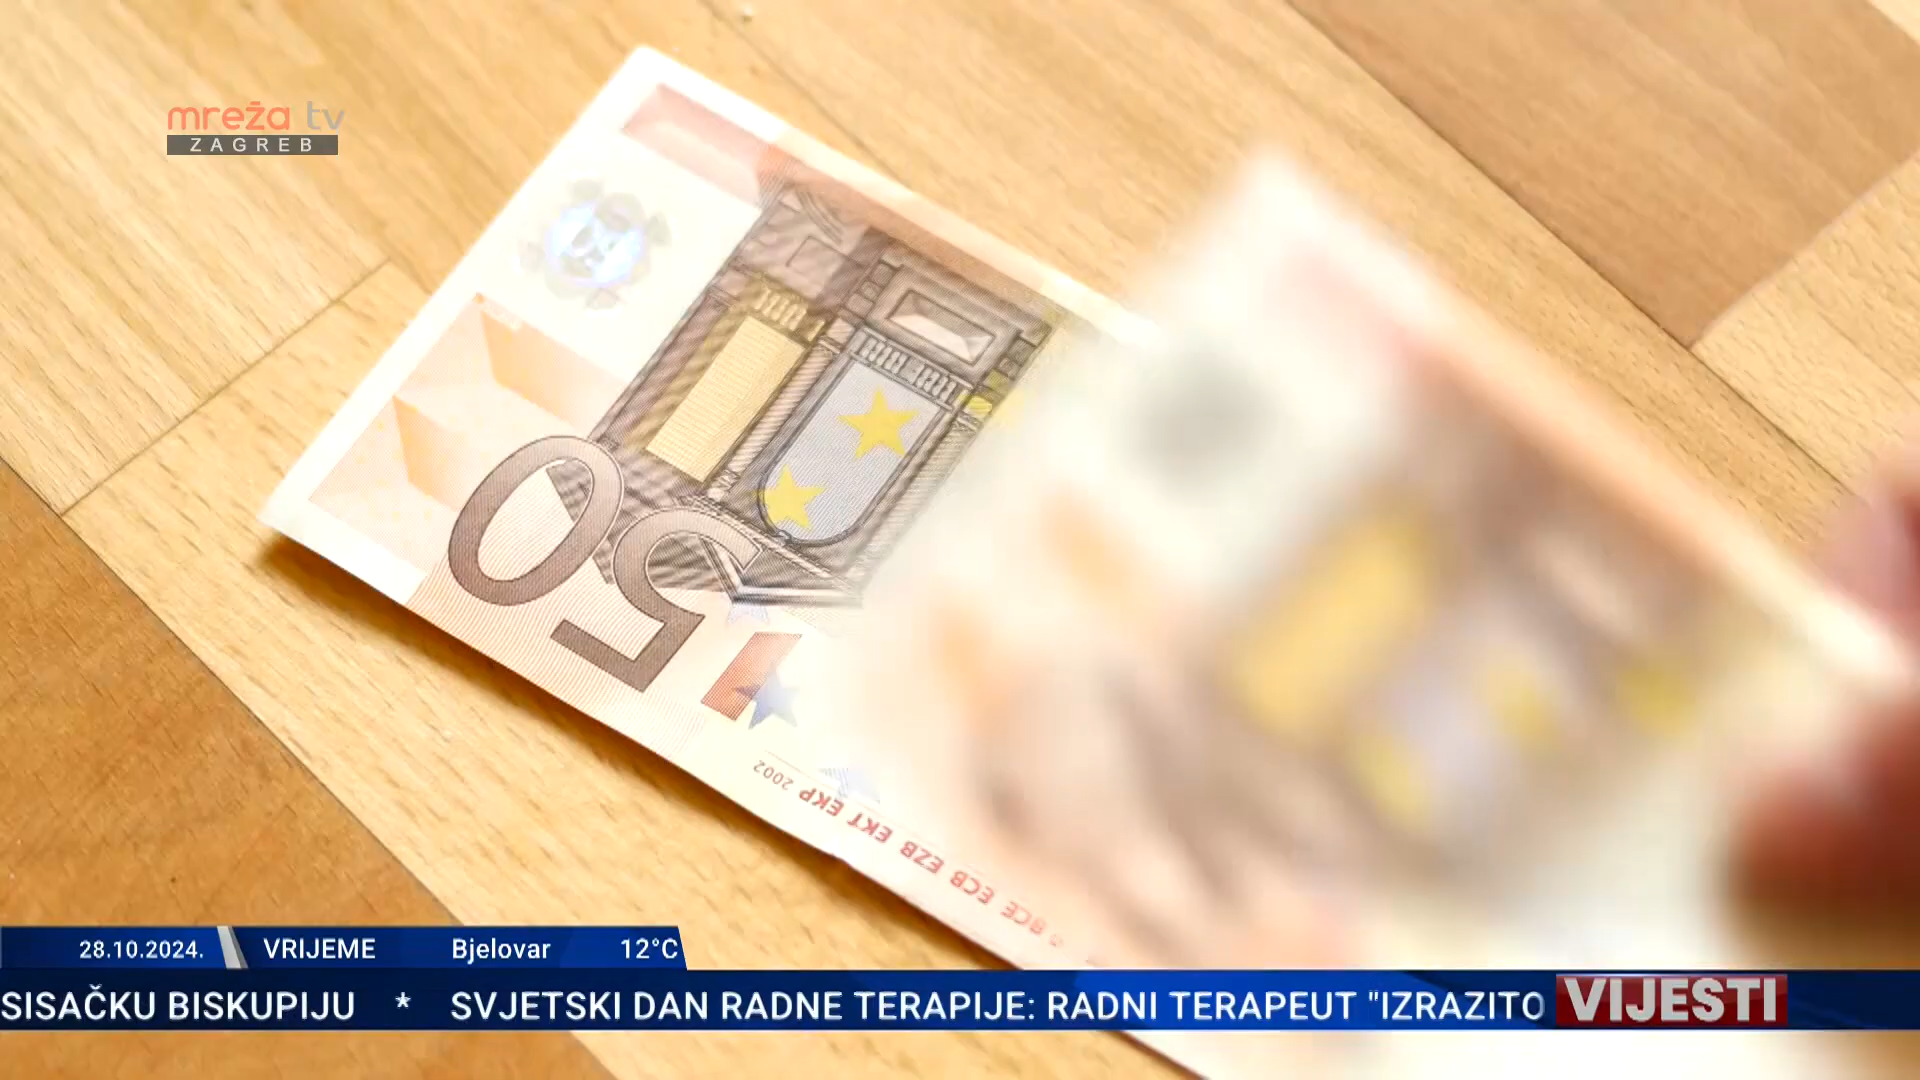 mreža tv
ZAGREB
50
BCE ECB EZB EKT EKP 2002
28.10.2024. VRIJEME Bjelovar 12°C
SISAČKU BISKUPIJU * SVJETSKI DAN RADNE TERAPIJE: RADNI TERAPEUT "IZRAZITO
VIJESTI